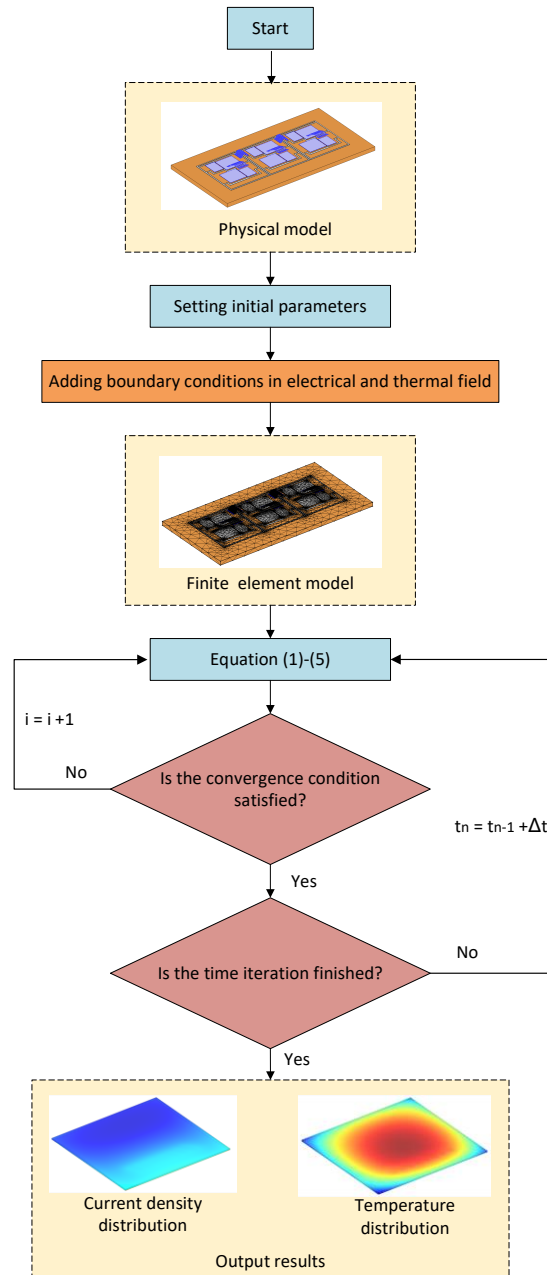 Start
Physical model
Setting initial parameters
Adding boundary conditions in electrical and thermal field
Finite element model
Equation (1)-(5)
i = i +1
No
Is the convergence condition
satisfied?
tn = tn-1 +Δt
Yes
Is the time iteration finished?
No
Yes
Current density
distribution
Temperature
distribution
Output results